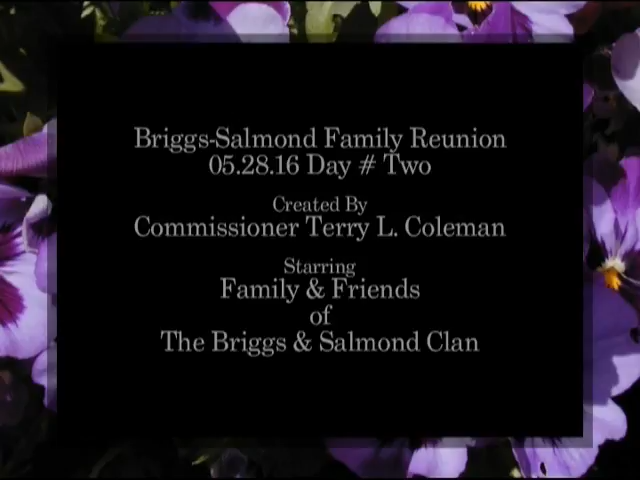 Briggs-Salmond Family Reunion
05.28.16 Day # Two
Created By
Commissioner Terry L. Coleman
Starring
Family & Friends
of
The Briggs & Salmond Clan